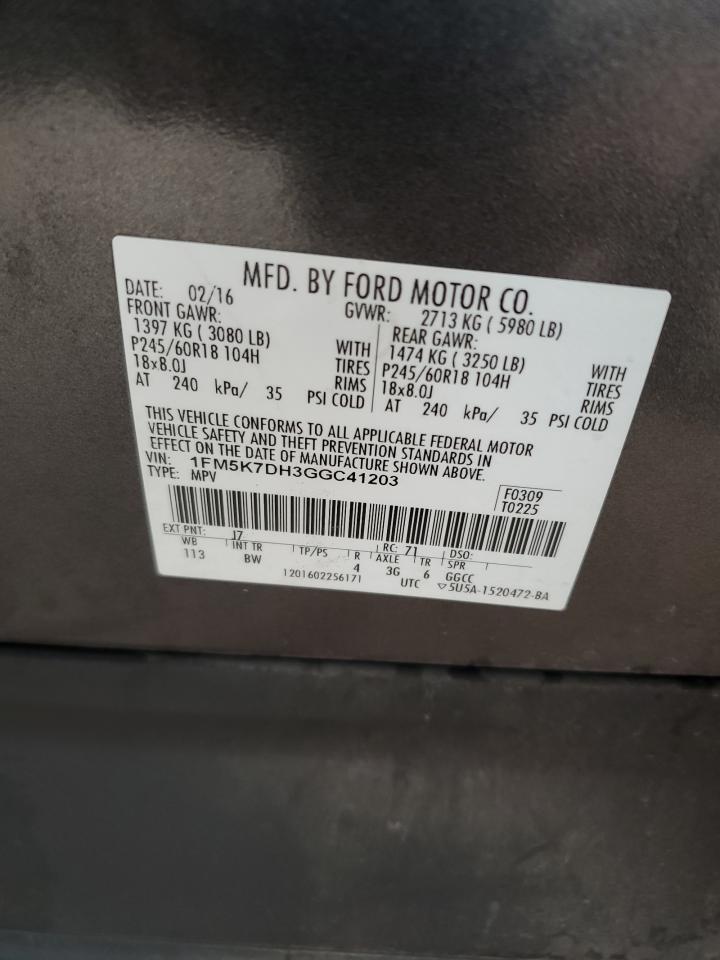 MFD. BY FORD MOTOR CO.
DATE: 02/16 GVWR: 2713 KG ( 5980 LB)
FRONT GAWR: REAR GAWR:
1397 KG ( 3080 LB) WITH 1474 KG ( 3250 LB) WITH
P245/60R18 104H TIRES P245/60R18 104H TIRES
18x8.0J RIMS 18x8.0J RIMS
AT 240 kPa/ 35 PSI COLD AT 240 kPa/ 35 PSI COLD
THIS VEHICLE CONFORMS TO ALL APPLICABLE FEDERAL MOTOR
VEHICLE SAFETY AND THEFT PREVENTION STANDARDS IN
EFFECT ON THE DATE OF MANUFACTURE SHOWN ABOVE.
VIN: 1FM5K7DH3GGC41203
TYPE: MPV
F0309
T0225
EXT PNT: J7 RC: 71 DSO:
WB INT TR TP/PS R AXLE TR SPR
113 BW 4 3G 6 GGCC
1201602256171 UTC ▽5U5A-1520472-BA